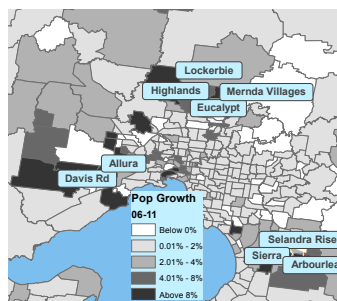 Lockerbie
Highlands
Mernda Villages
Eucalypt
Allura
Davis Rd
Pop Growth
06-11
Below 0%
0.01% - 2%
2.01% - 4%
4.01% - 8%
Above 8%
Selandra Rise
Sierra
Arbourlea